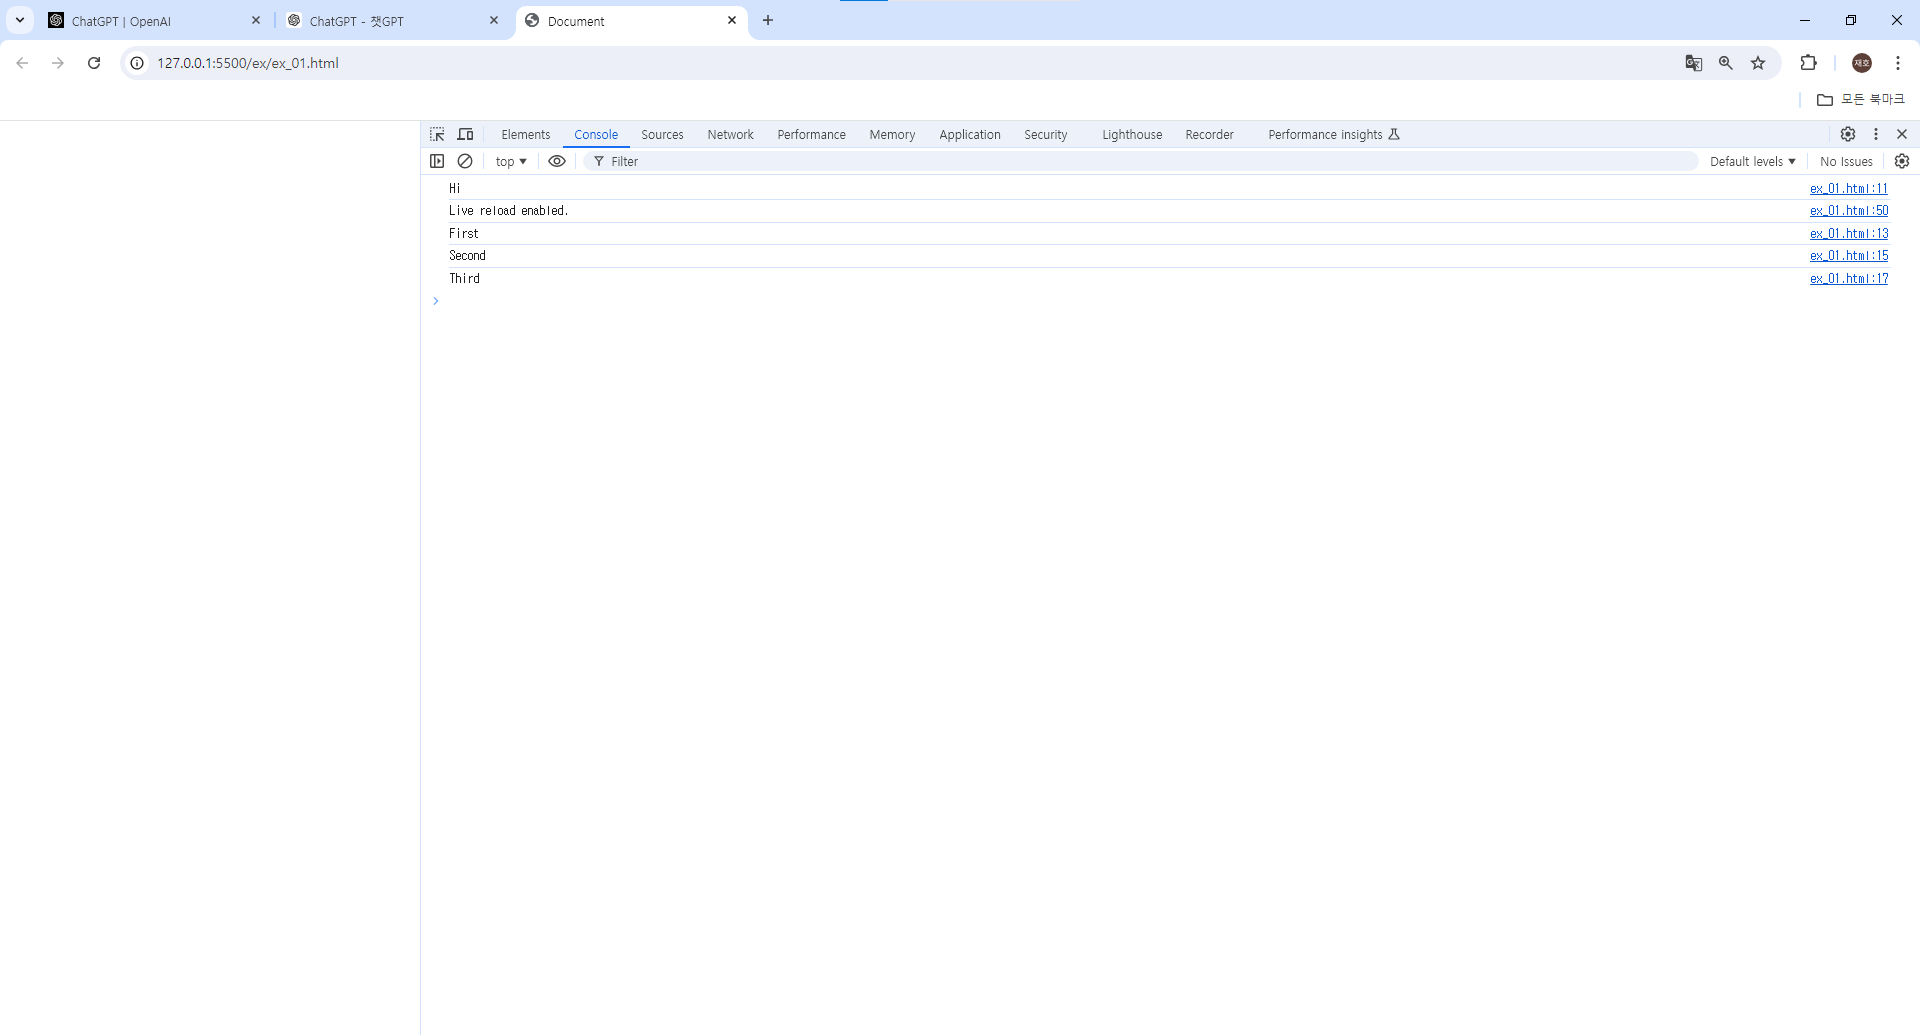 ChatGPT | OpenAI
ChatGPT - 챗GPT
Document
127.0.0.1:5500/ex/ex_01.html
재호
모든 북마크
Elements Console Sources Network Performance Memory Application Security Lighthouse Recorder Performance insights
top Filter Default levels No Issues
Hi ex_01.html:11
Live reload enabled. ex_01.html:50
First ex_01.html:13
Second ex_01.html:15
Third ex_01.html:17